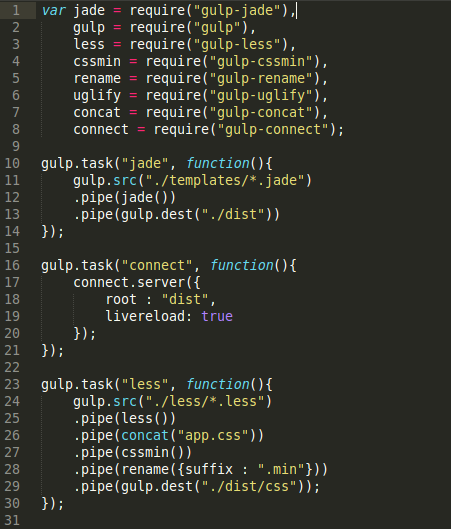 1 var jade = require("gulp-jade"),
2 gulp = require("gulp"),
3 less = require("gulp-less"),
4 cssmin = require("gulp-cssmin"),
5 rename = require("gulp-rename"),
6 uglify = require("gulp-uglify"),
7 concat = require("gulp-concat"),
8 connect = require("gulp-connect");
9
10 gulp.task("jade", function(){
11 gulp.src("./templates/*.jade")
12 .pipe(jade())
13 .pipe(gulp.dest("./dist"))
14 });
15
16 gulp.task("connect", function(){
17 connect.server({
18 root : "dist",
19 livereload: true
20 });
21 });
22
23 gulp.task("less", function(){
24 gulp.src("./less/*.less")
25 .pipe(less())
26 .pipe(concat("app.css"))
27 .pipe(cssmin())
28 .pipe(rename({suffix : ".min"}))
29 .pipe(gulp.dest("./dist/css"));
30 });
31